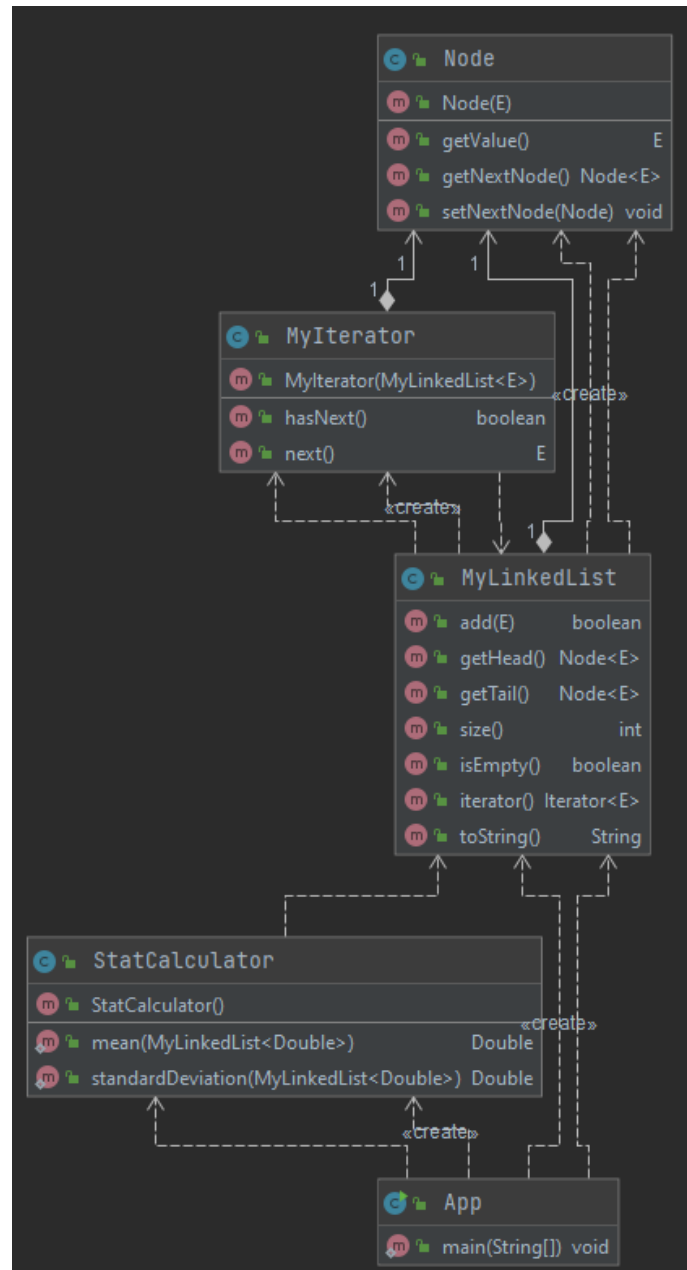 Node
Node(E)
getValue() E
getNextNode() Node<E>
setNextNode(Node) void
1 1
1
MyIterator
MyIterator(MyLinkedList<E>)
«create»
hasNext() boolean
next() E
«create»
1
MyLinkedList
add(E) boolean
getHead() Node<E>
getTail() Node<E>
size() int
isEmpty() boolean
iterator() Iterator<E>
toString() String
StatCalculator
StatCalculator()
«create»
mean(MyLinkedList<Double>) Double
standardDeviation(MyLinkedList<Double>) Double
«create»
App
main(String[]) void